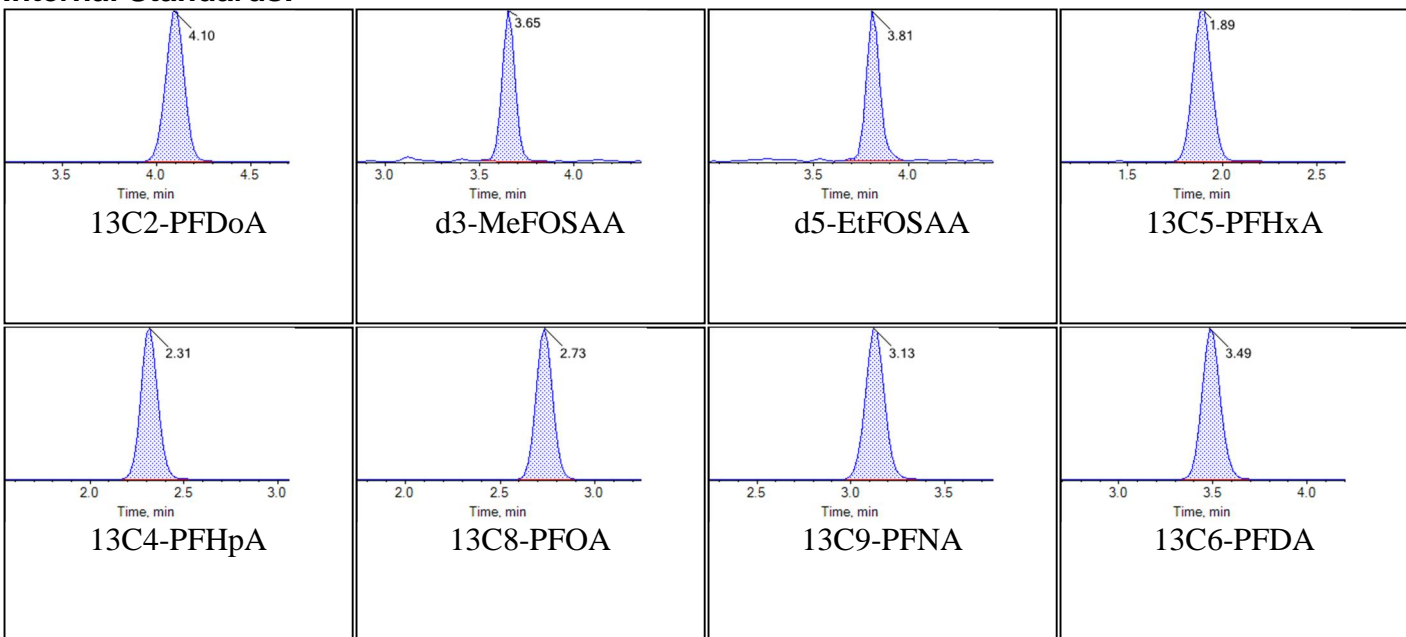 4.10
3.5 4.0 4.5
Time, min
13C2-PFDoA
3.65
3.0 3.5 4.0
Time, min
d3-MeFOSAA
3.81
3.5 4.0
Time, min
d5-EtFOSAA
1.89
1.5 2.0 2.5
Time, min
13C5-PFHxA
2.31
2.0 2.5 3.0
Time, min
13C4-PFHpA
2.73
2.0 2.5 3.0
Time, min
13C8-PFOA
3.13
2.5 3.0 3.5
Time, min
13C9-PFNA
3.49
3.0 3.5 4.0
Time, min
13C6-PFDA